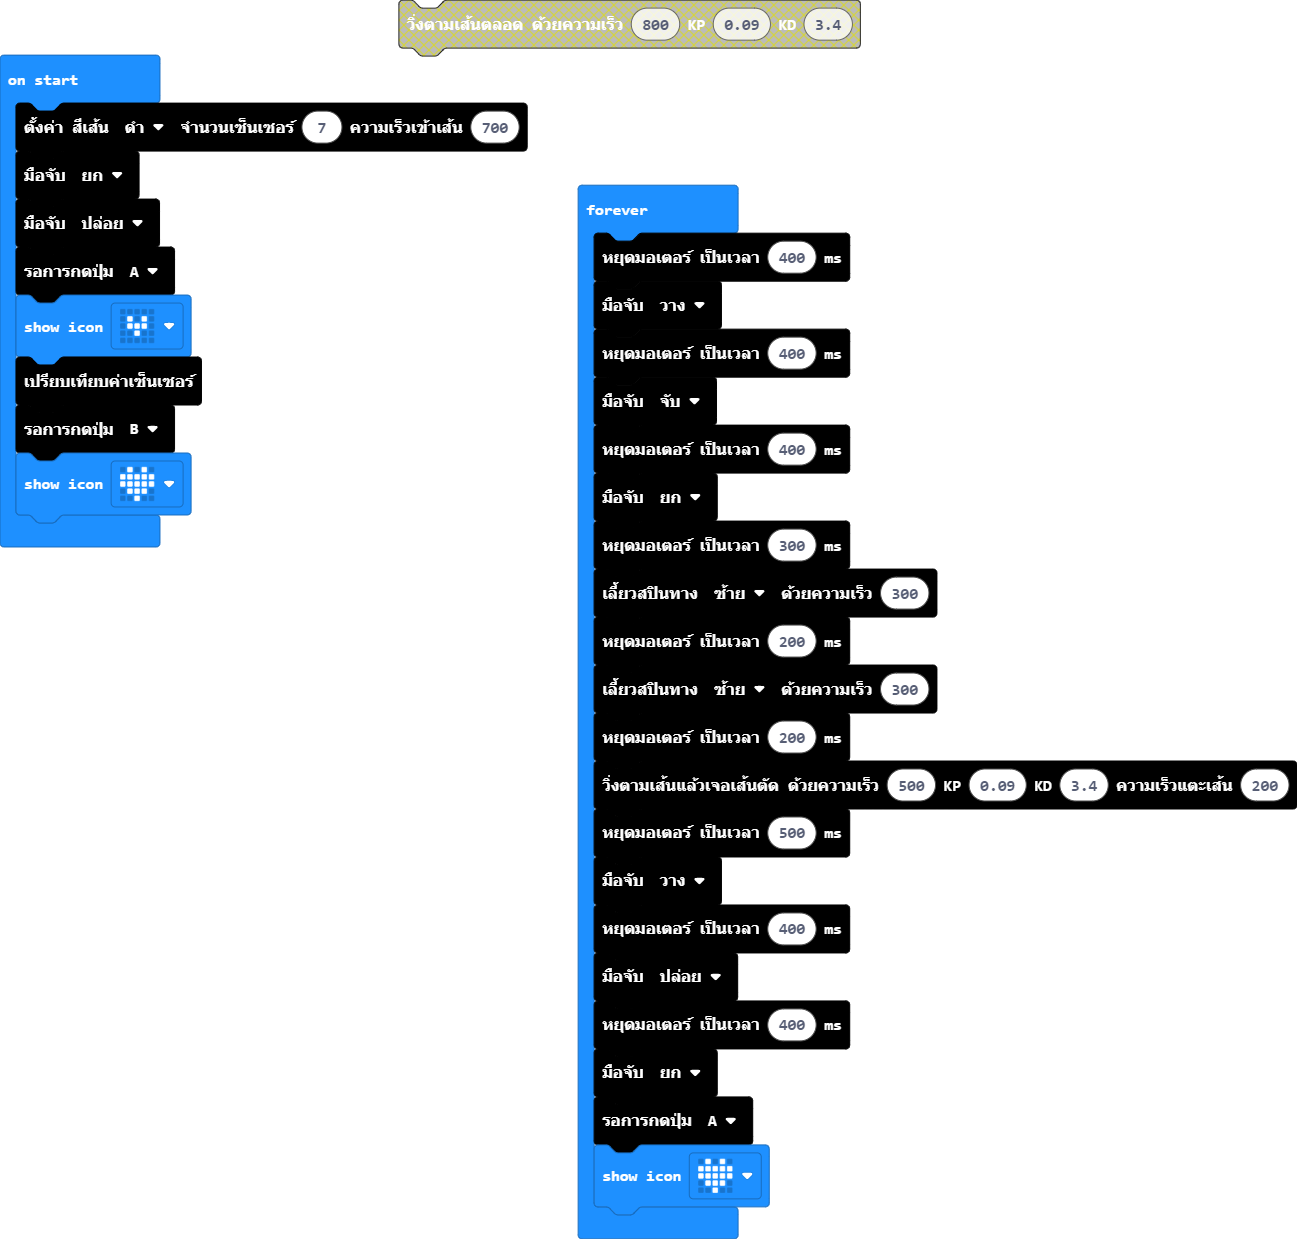 วิ่งตามเส้นตลอด ด้วยความเร็ว 800 KP 0.09 KD 3.4
on start
ตั้งค่า สีเส้น ดำ จำนวนเซ็นเซอร์ 7 ความเร็วเข้าเส้น 700
มือจับ ยก
มือจับ ปล่อย
รอการกดปุ่ม A
show icon
เปรียบเทียบค่าเซ็นเซอร์
รอการกดปุ่ม B
show icon
forever
หยุดมอเตอร์ เป็นเวลา 400 ms
มือจับ วาง
หยุดมอเตอร์ เป็นเวลา 400 ms
มือจับ จับ
หยุดมอเตอร์ เป็นเวลา 400 ms
มือจับ ยก
หยุดมอเตอร์ เป็นเวลา 300 ms
เลี้ยวสปินทาง ซ้าย ด้วยความเร็ว 300
หยุดมอเตอร์ เป็นเวลา 200 ms
เลี้ยวสปินทาง ซ้าย ด้วยความเร็ว 300
หยุดมอเตอร์ เป็นเวลา 200 ms
วิ่งตามเส้นแล้วเจอเส้นตัด ด้วยความเร็ว 500 KP 0.09 KD 3.4 ความเร็วแตะเส้น 200
หยุดมอเตอร์ เป็นเวลา 500 ms
มือจับ วาง
หยุดมอเตอร์ เป็นเวลา 400 ms
มือจับ ปล่อย
หยุดมอเตอร์ เป็นเวลา 400 ms
มือจับ ยก
รอการกดปุ่ม A
show icon